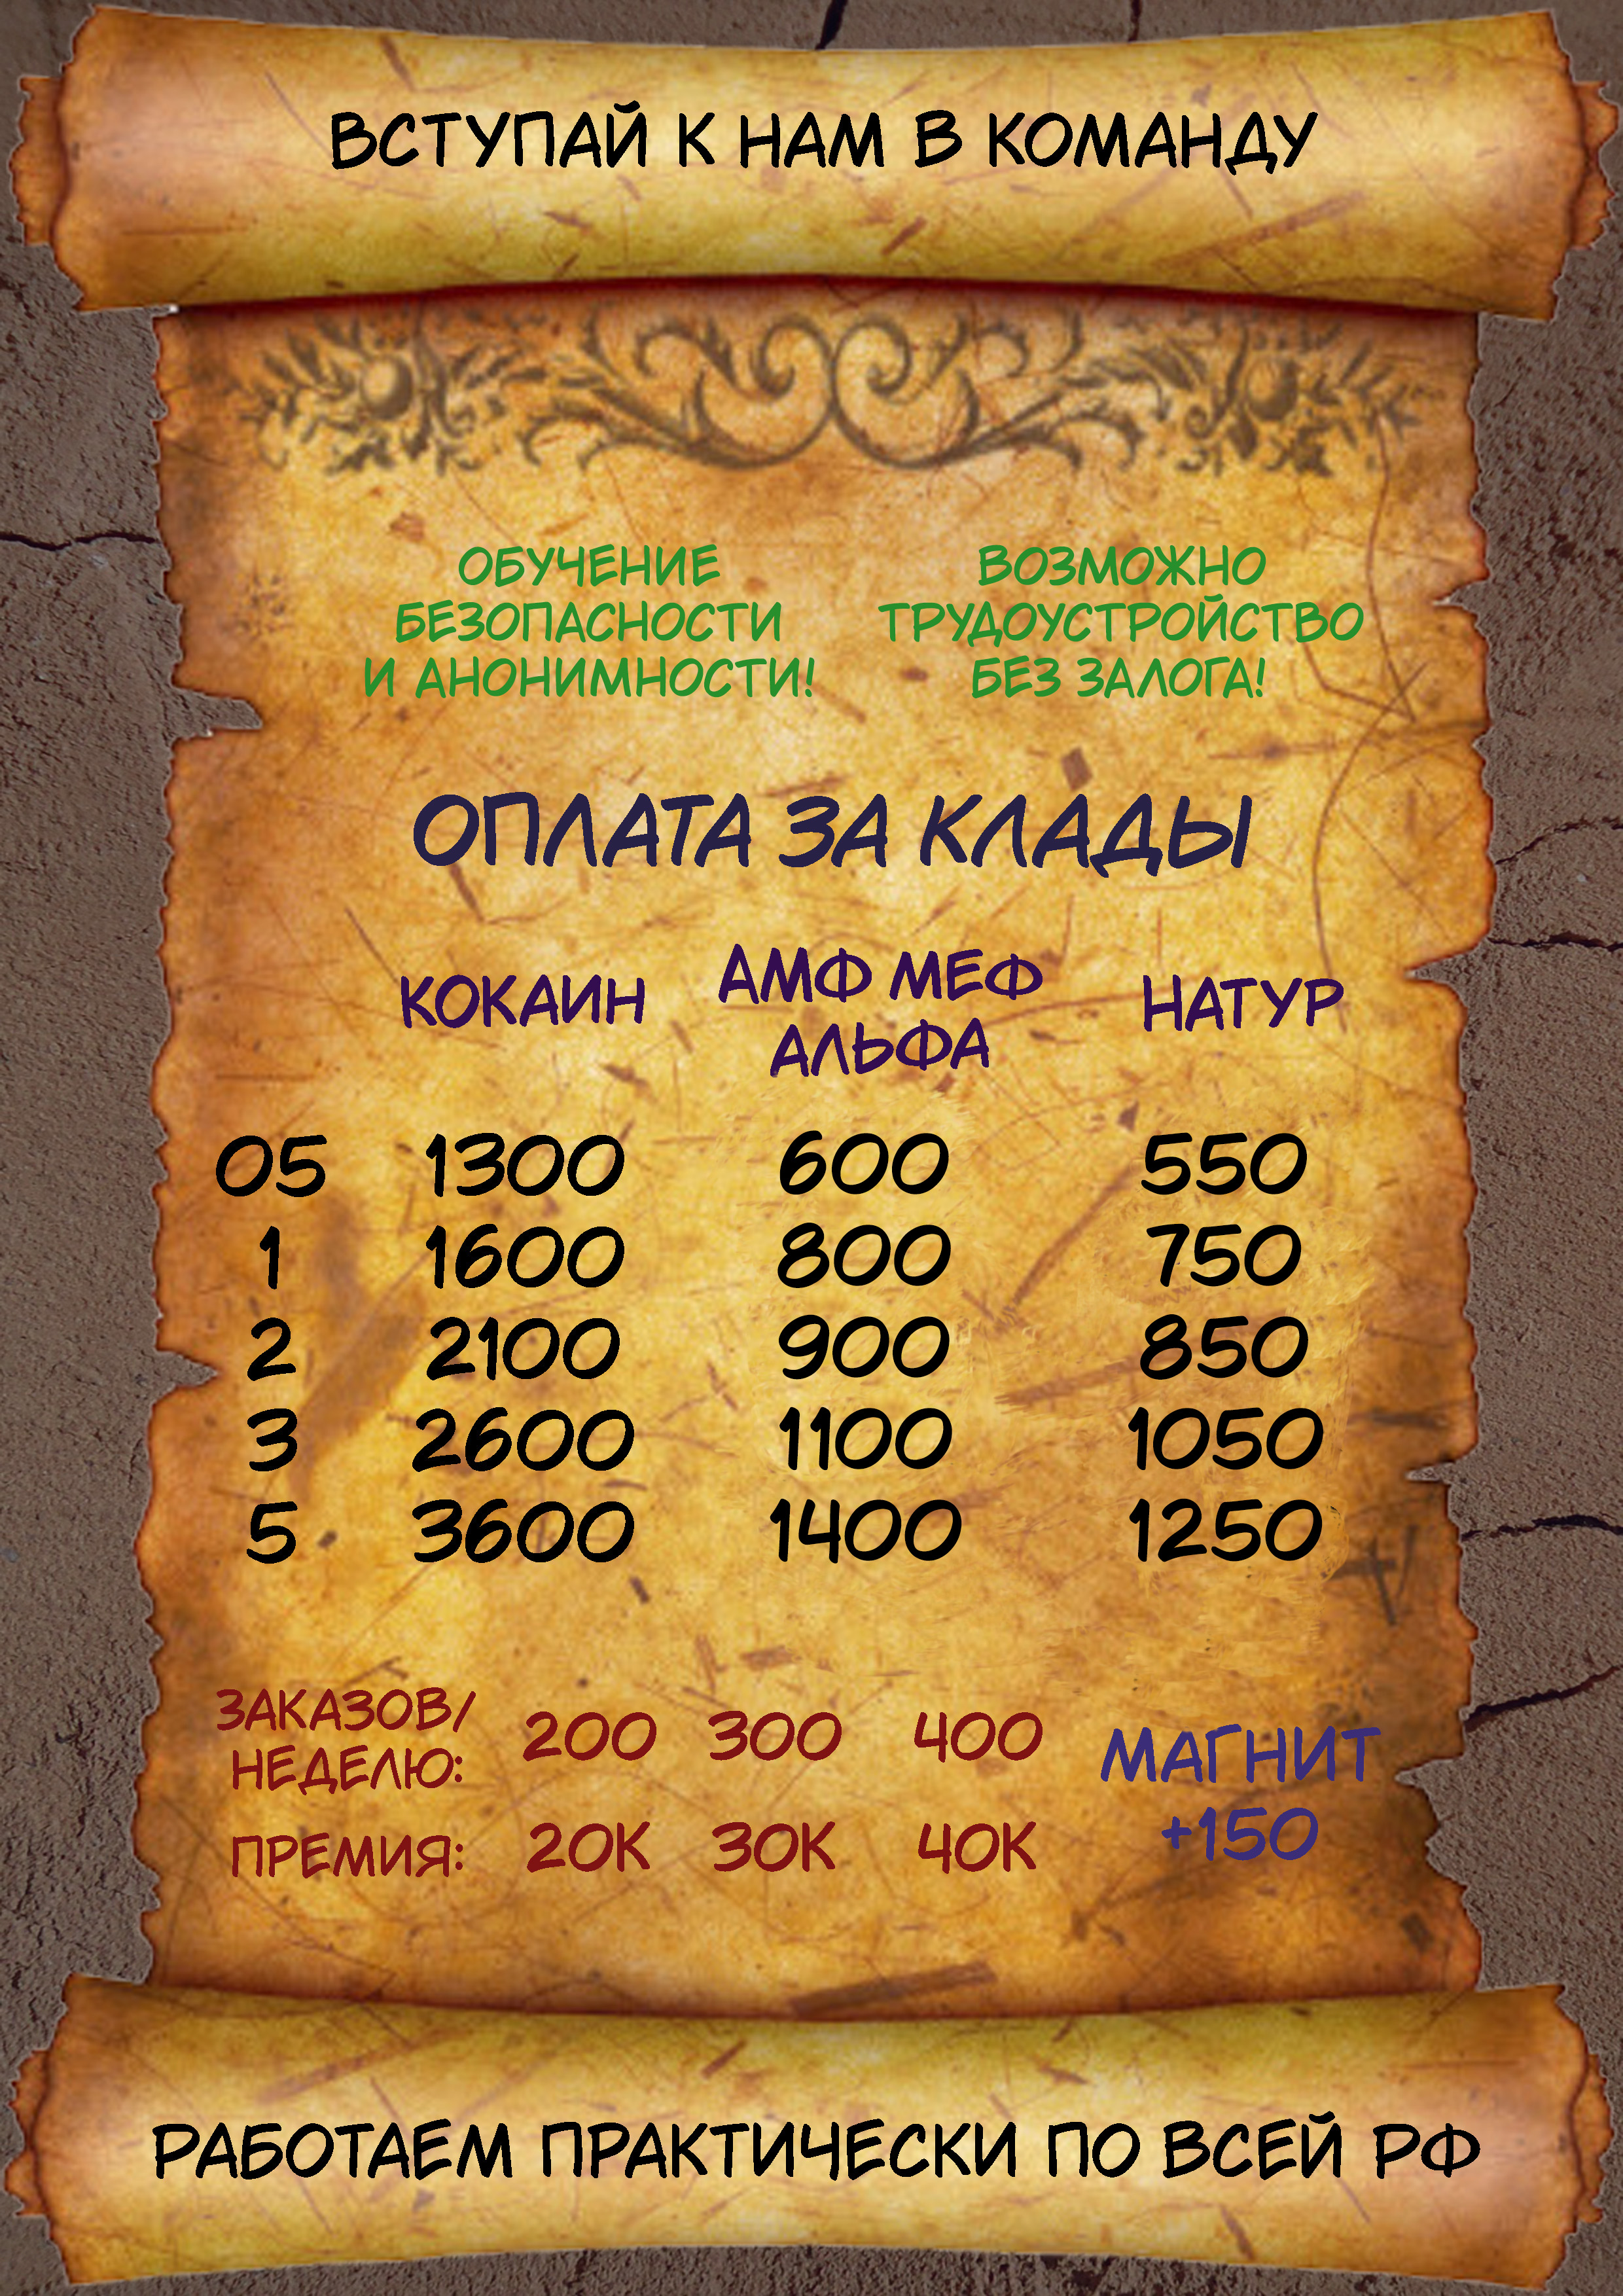 ВСТУПАЙ К НАМ В КОМАНДУ
ОБУЧЕНИЕ
БЕЗОПАСНОСТИ
И АНОНИМНОСТИ!
ВОЗМОЖНО
ТРУДОУСТРОЙСТВО
БЕЗ ЗАЛОГА!
ОПЛАТА ЗА КЛАДЫ
КОКАИН АМФ МЕФ АЛЬФА НАТУР
05 1300 600 550
1 1600 800 750
2 2100 900 850
3 2600 1100 1050
5 3600 1400 1250
ЗАКАЗОВ/
НЕДЕЛЮ: 200 300 400
ПРЕМИЯ: 20К 30К 40К
МАГНИТ
+150
РАБОТАЕМ ПРАКТИЧЕСКИ ПО ВСЕЙ РФ